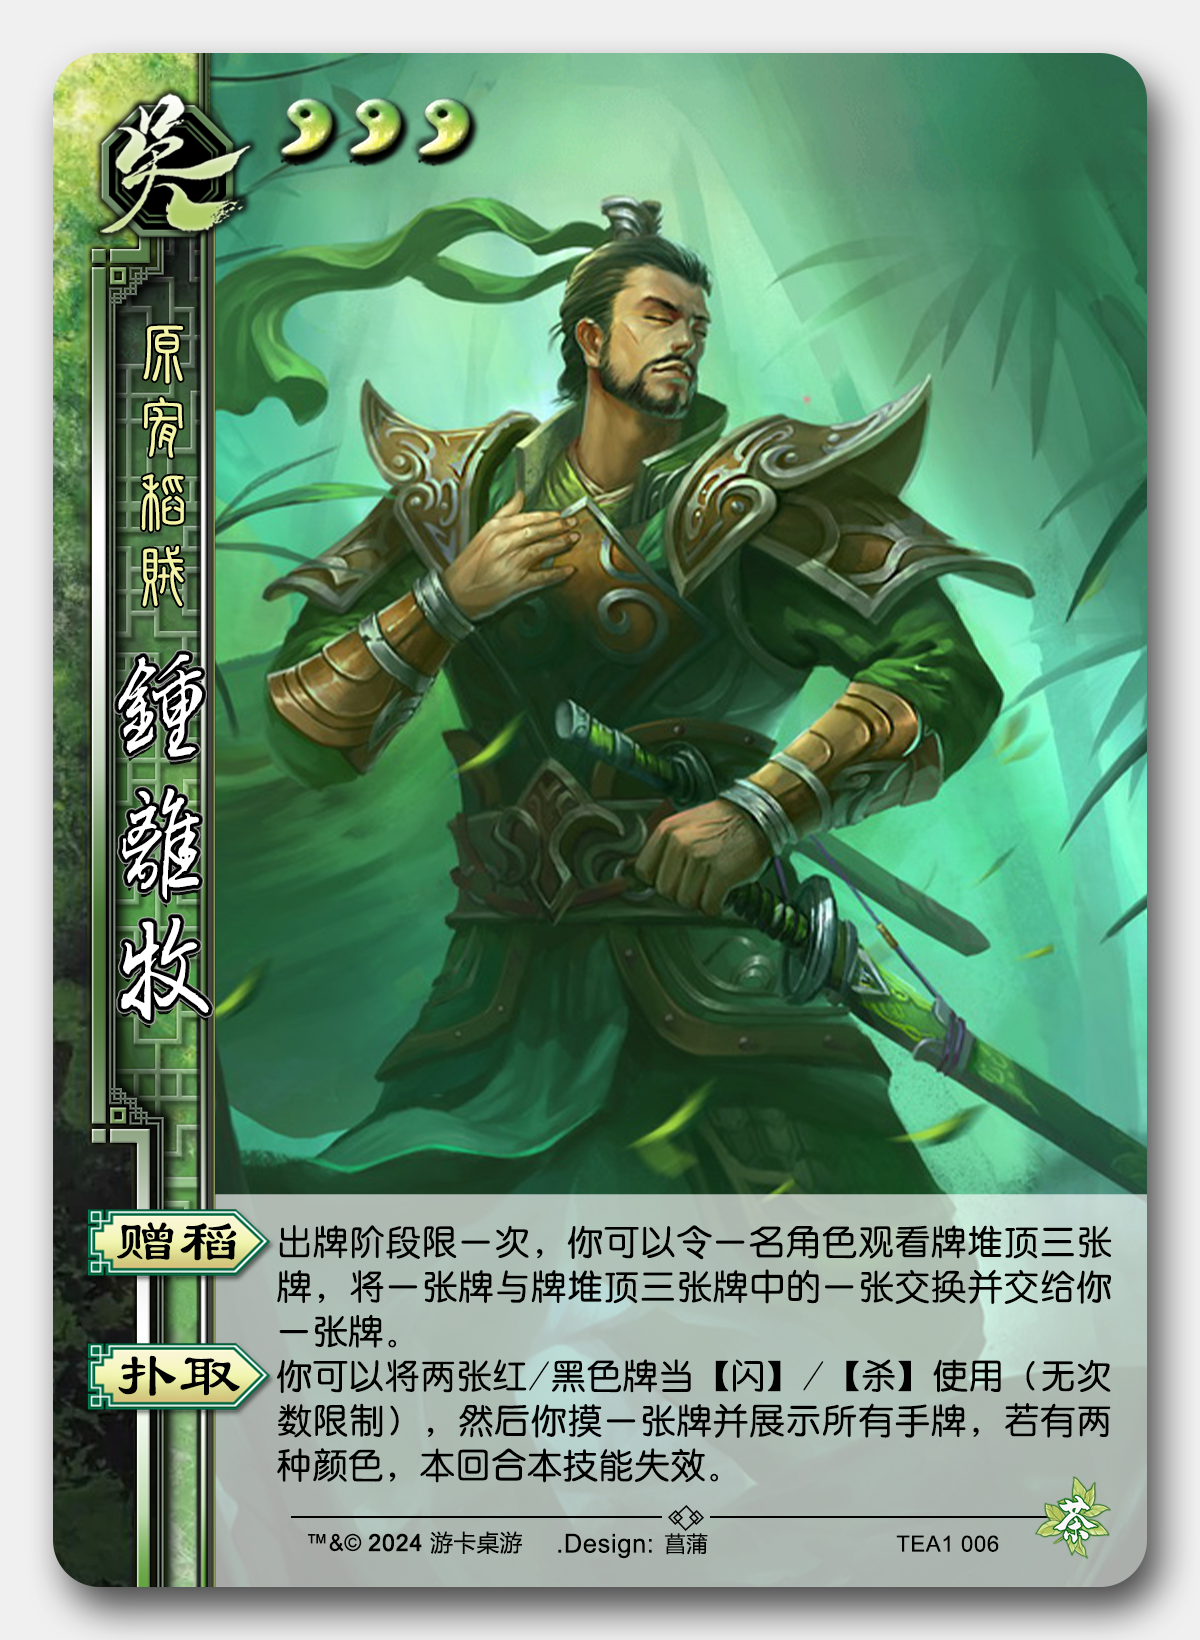 吴
原宥稻贼
鍾離牧
赠稻
出牌阶段限一次，你可以令一名角色观看牌堆顶三张
牌，将一张牌与牌堆顶三张牌中的一张交换并交给你
一张牌。
扑取
你可以将两张红/黑色牌当【闪】/【杀】使用（无次
数限制），然后你摸一张牌并展示所有手牌，若有两
种颜色，本回合本技能失效。
™&© 2024 游卡桌游 .Design: 菖蒲 TEA1 006
茶